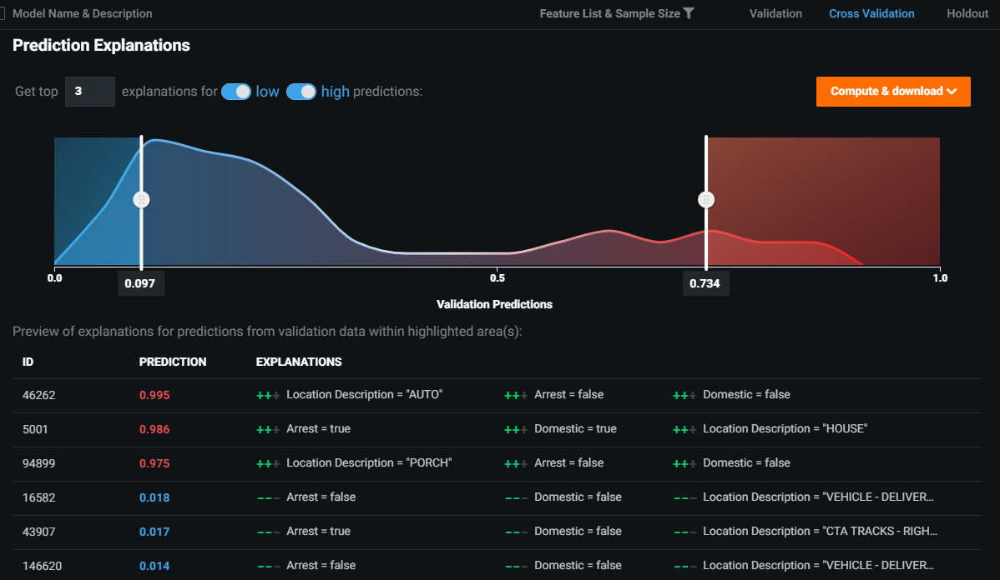 Model Name & Description Feature List & Sample Size Validation Cross Validation Holdout
Prediction Explanations
Get top 3 explanations for low high predictions: Compute & download
0.0 0.5 1.0
0.097 0.734
Validation Predictions
Preview of explanations for predictions from validation data within highlighted area(s):
ID PREDICTION EXPLANATIONS
46262 0.995 +++ Location Description = "AUTO" +++ Arrest = false +++ Domestic = false
5001 0.986 +++ Arrest = true +++ Domestic = true +++ Location Description = "HOUSE"
94899 0.975 +++ Location Description = "PORCH" +++ Arrest = false +++ Domestic = false
16582 0.018 --- Arrest = false --- Domestic = false --- Location Description = "VEHICLE - DELIVER...
43907 0.017 --- Arrest = true --- Domestic = false --- Location Description = "CTA TRACKS - RIGH...
146620 0.014 --- Arrest = false --- Domestic = false --- Location Description = "VEHICLE - DELIVER...